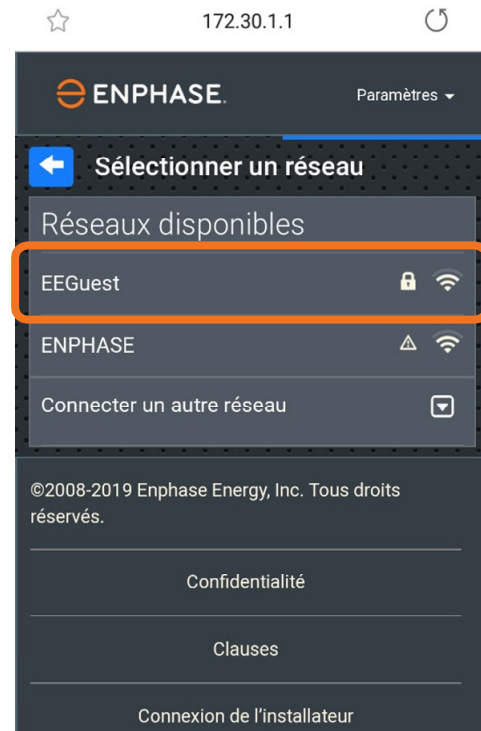 172.30.1.1
ENPHASE.
Paramètres
Sélectionner un réseau
Réseaux disponibles
EEGuest
ENPHASE
Connecter un autre réseau
©2008-2019 Enphase Energy, Inc. Tous droits
réservés.
Confidentialité
Clauses
Connexion de l'installateur